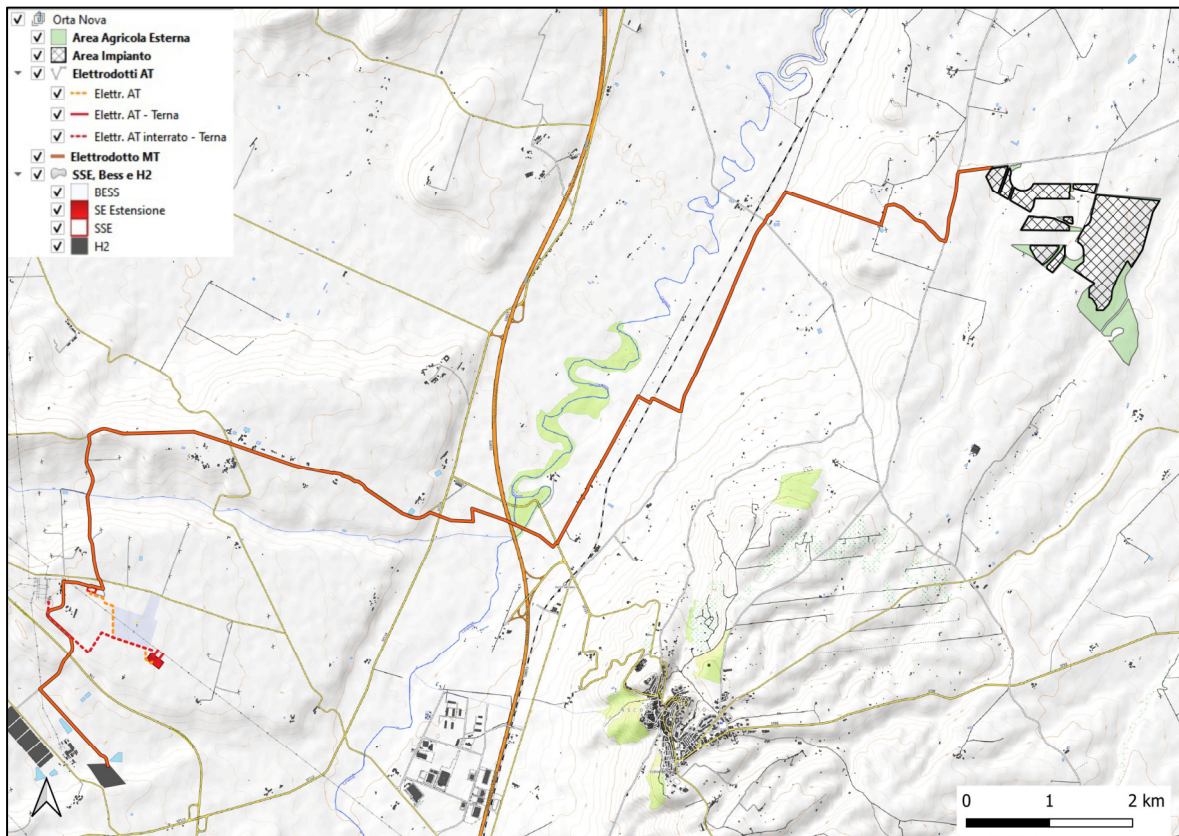 Orta Nova
Area Agricola Esterna
Area Impianto
Elettrodotti AT
Elettr. AT
Elettr. AT - Terna
Elettr. AT interrato - Terna
Elettrodotto MT
SSE, Bess e H2
BESS
SE Estensione
SSE
H2
0 1 2 km